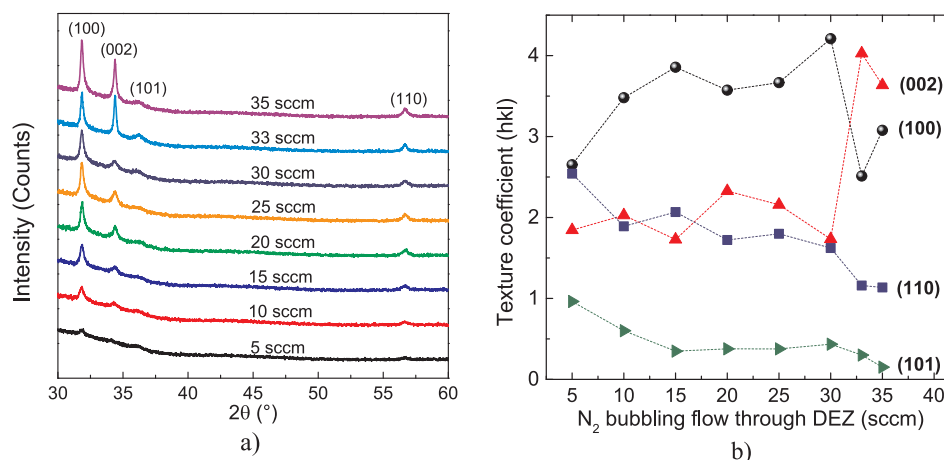 (100)
(002)
(101)
(110)
35 sccm
33 sccm
30 sccm
25 sccm
20 sccm
15 sccm
10 sccm
5 sccm
Intensity (Counts)
30 35 40 45 50 55 60
2θ (°)
a)
Texture coefficient (hkl)
4
3
2
1
0
(002)
(100)
(110)
(101)
5 10 15 20 25 30 35 40
N₂ bubbling flow through DEZ (sccm)
b)